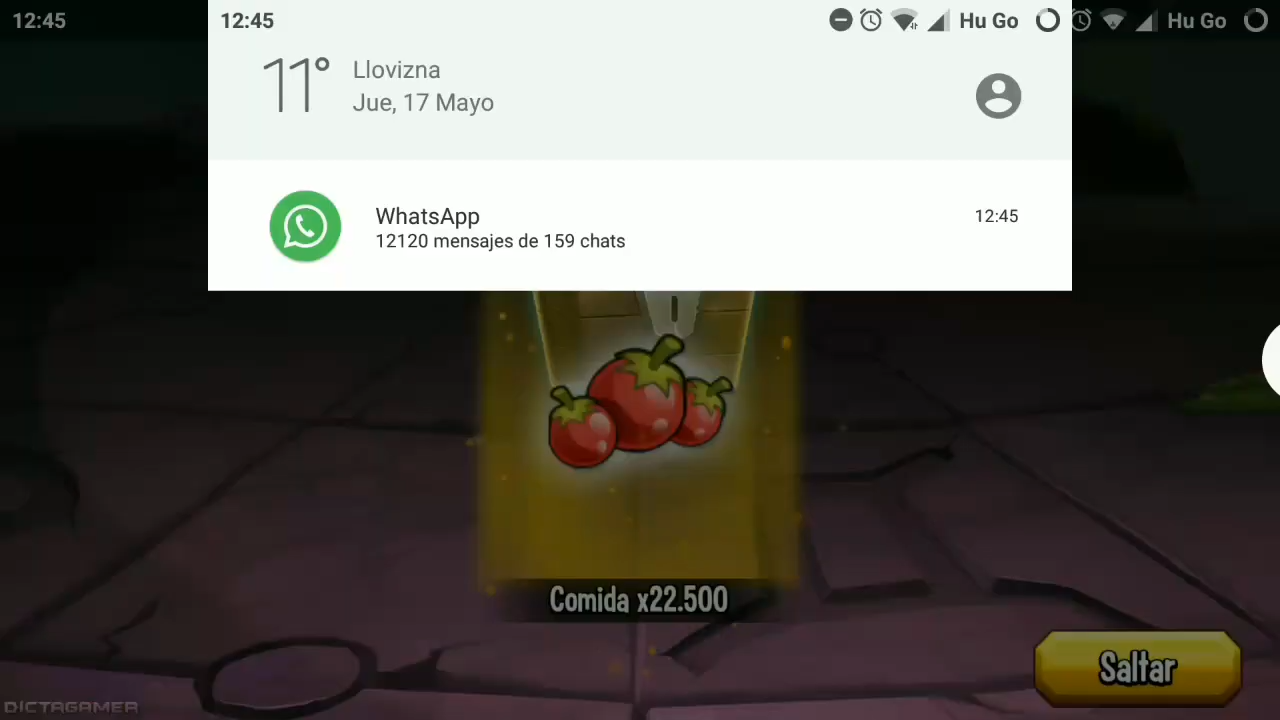 12:45
12:45
Hu Go
Hu Go
11°
Llovizna
Jue, 17 Mayo
WhatsApp
12:45
12120 mensajes de 159 chats
Comida x22.500
Saltar
DICTAGAMER